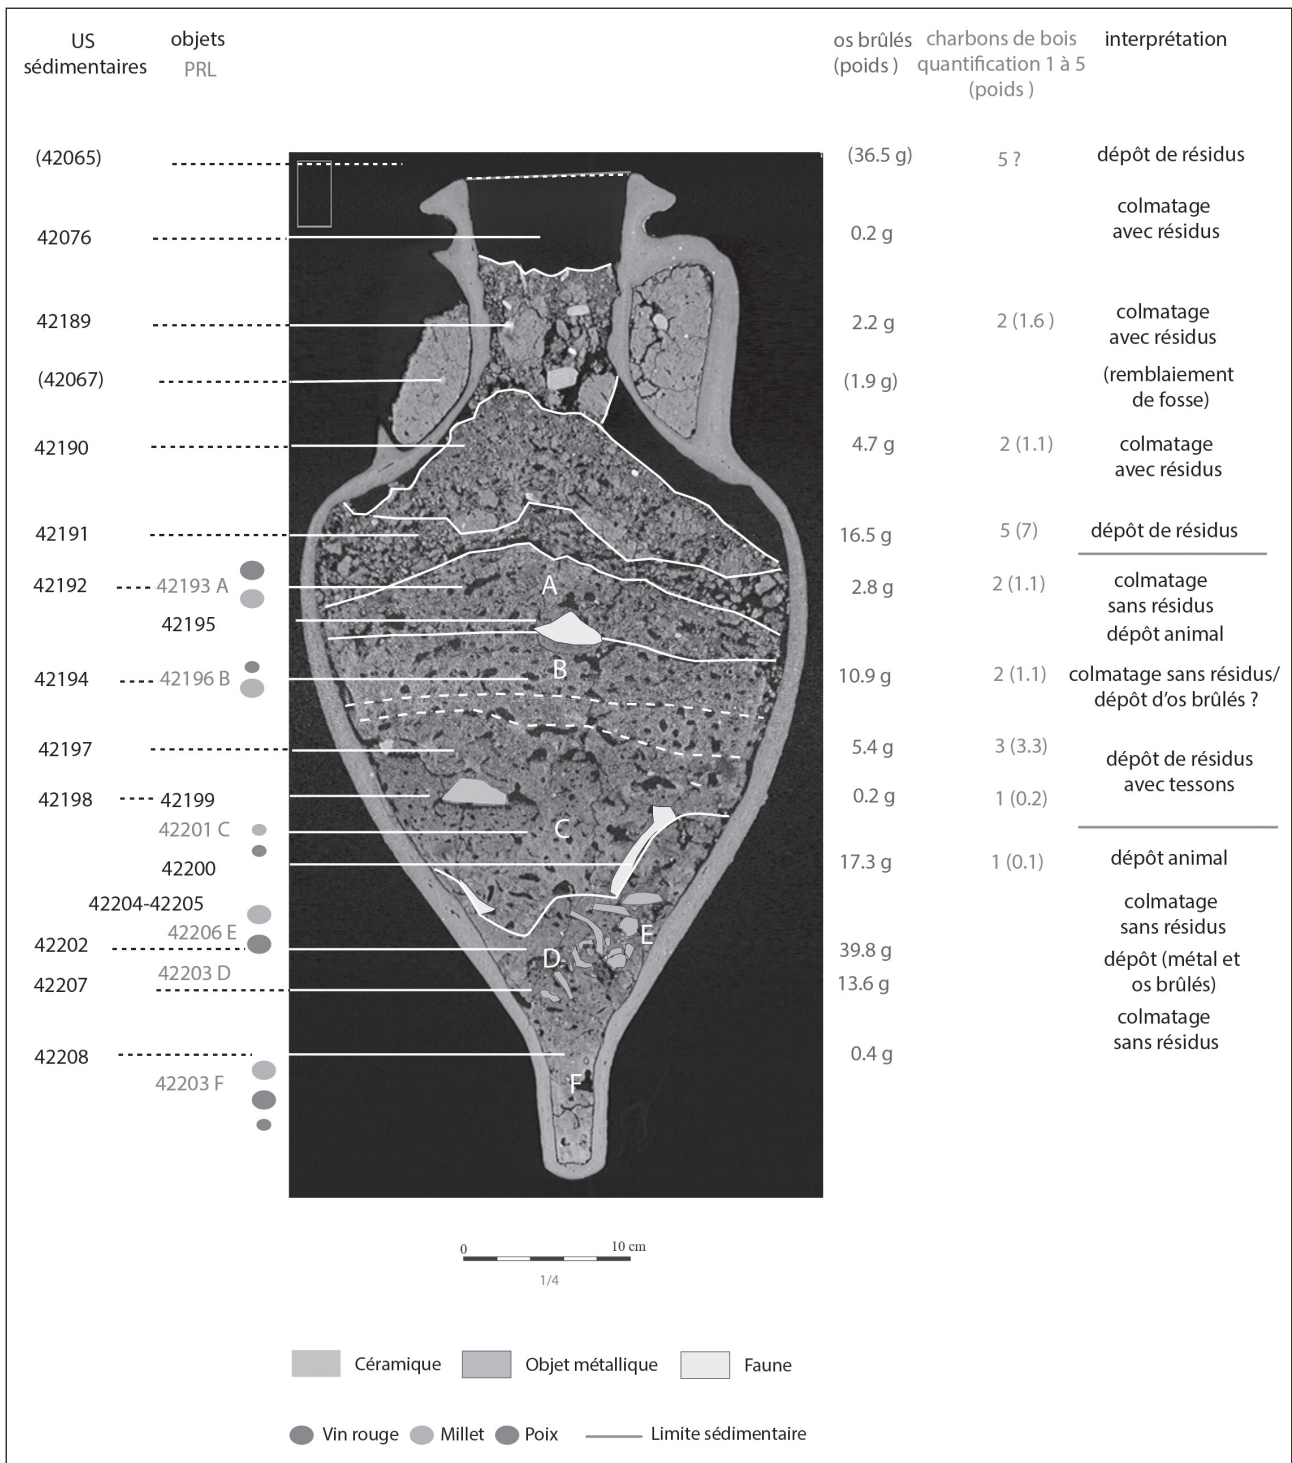 US
sédimentaires
objets
PRL
os brûlés
(poids )
charbons de bois
quantification 1 à 5
(poids )
interprétation
(42065)
(36.5 g)
5 ?
dépôt de résidus
42076
0.2 g
colmatage
avec résidus
42189
2.2 g
2 (1.6 )
colmatage
avec résidus
(42067)
(1.9 g)
(remblaiement
de fosse)
42190
4.7 g
2 (1.1)
colmatage
avec résidus
42191
16.5 g
5 (7)
dépôt de résidus
42192
42193 A
A
2.8 g
2 (1.1)
colmatage
sans résidus
42195
dépôt animal
42194
42196 B
B
10.9 g
2 (1.1)
colmatage sans résidus/
dépôt d'os brûlés ?
42197
5.4 g
3 (3.3)
dépôt de résidus
avec tessons
42198
42199
0.2 g
1 (0.2)
42201 C
C
42200
17.3 g
1 (0.1)
dépôt animal
42204-42205
colmatage
sans résidus
42206 E
E
42202
39.8 g
dépôt (métal et
os brûlés)
42203 D
D
42207
13.6 g
colmatage
sans résidus
42208
0.4 g
42203 F
F
0
10 cm
1/4
Céramique
Objet métallique
Faune
Vin rouge
Millet
Poix
Limite sédimentaire